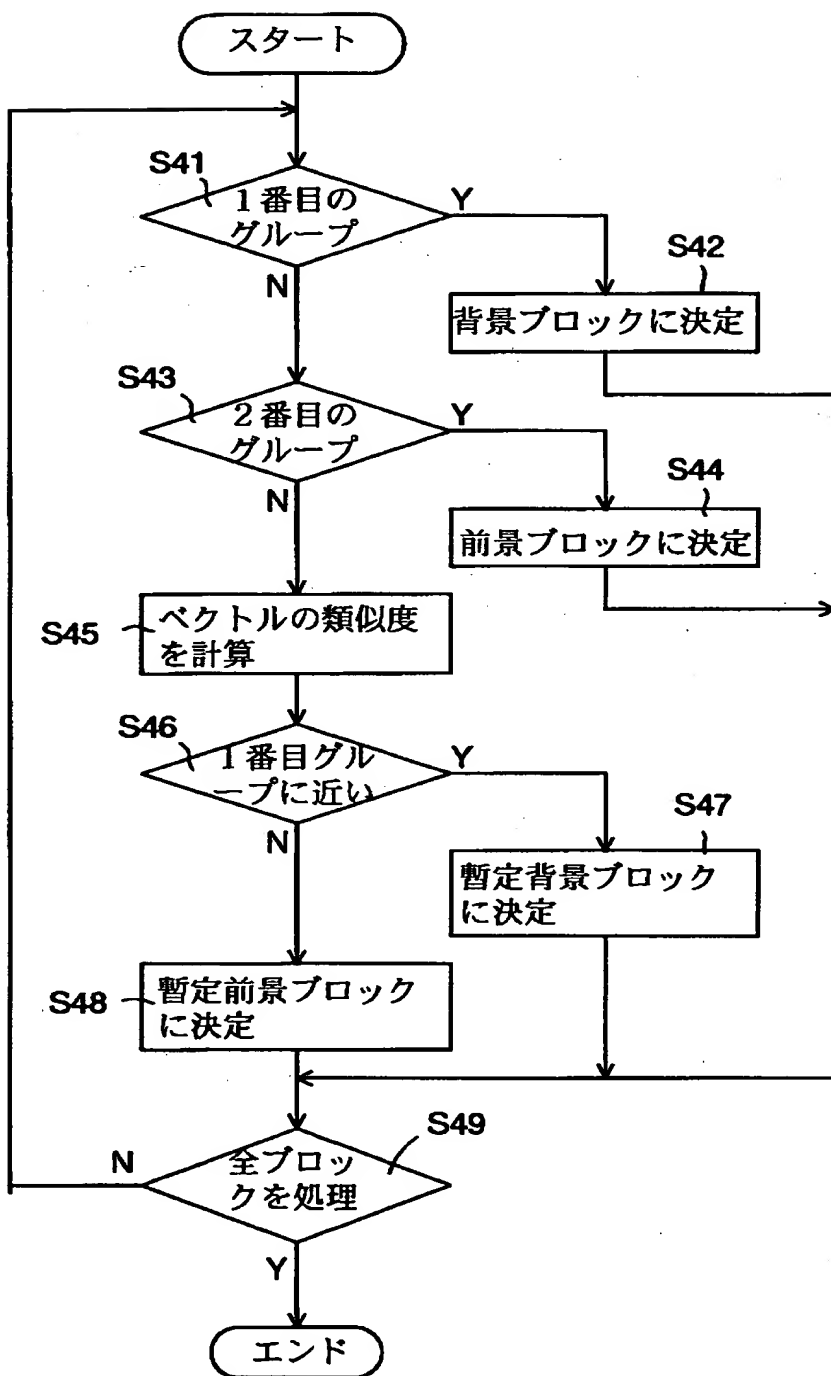 スタート
S41
1番目の
グループ
Y
N
S42
背景ブロックに決定
S43
2番目の
グループ
Y
N
S44
前景ブロックに決定
S45
ベクトルの類似度
を計算
S46
1番目グル
ープに近い
Y
N
S47
暫定背景ブロック
に決定
S48
暫定前景ブロック
に決定
S49
全ブロッ
クを処理
N
Y
エンド